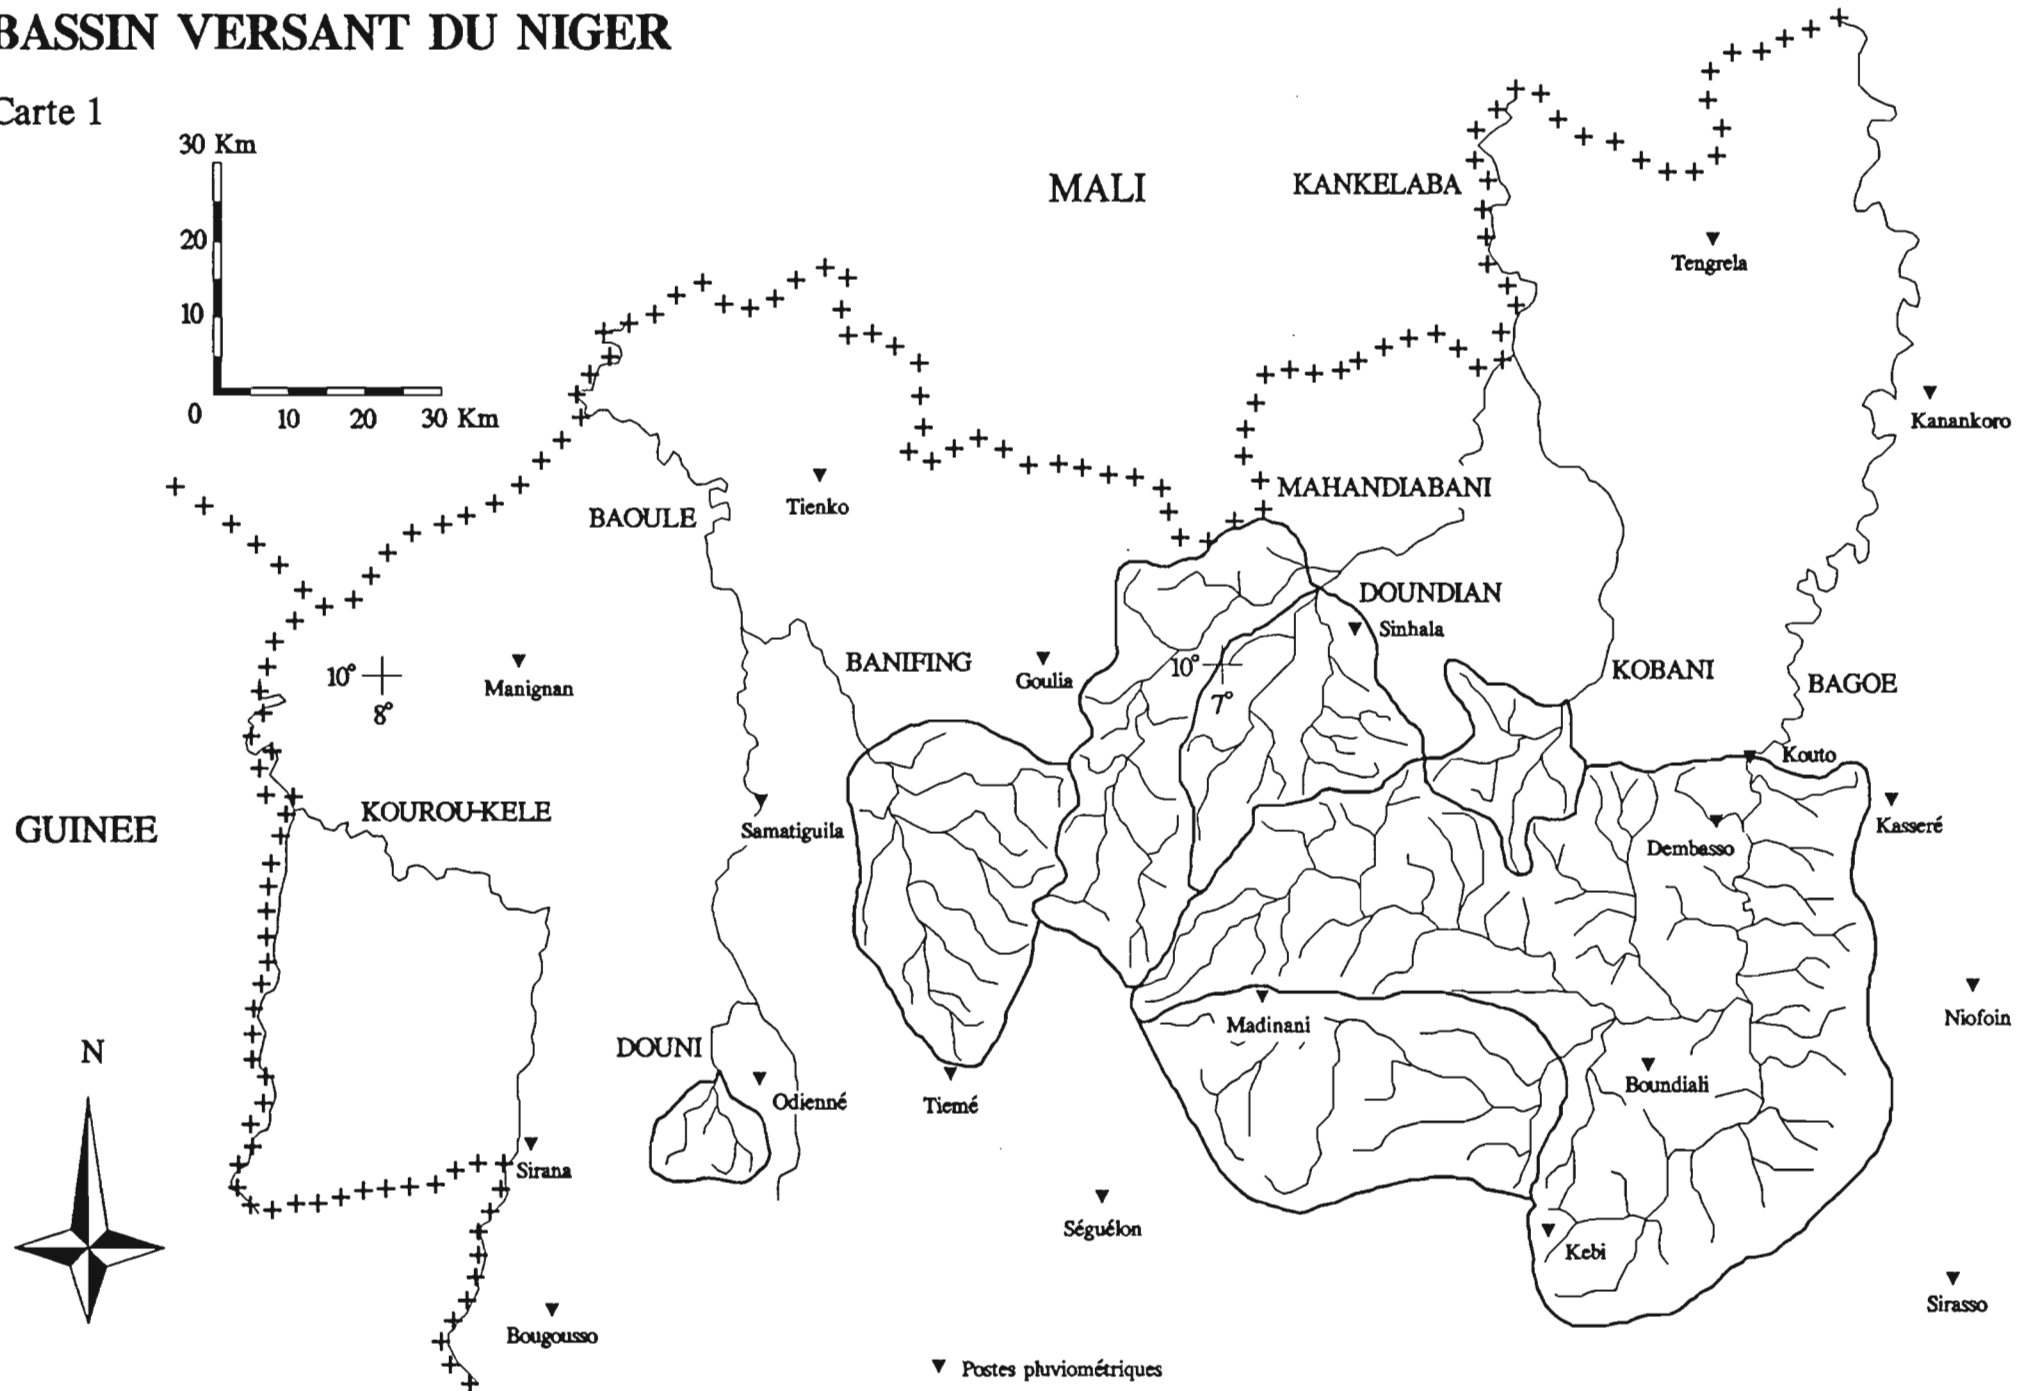 BASSIN VERSANT DU NIGER
Carte 1
30 Km
20
10
0
10
20
30 Km
MALI
KANKELABA
Tengrela
Kanankoro
MAHANDIABANI
BAOULE
Tienko
DOUNDIAN
Sinhala
10°
8°
Manignan
BANIFING
Goulia
10°
7°
KOBANI
BAGOE
Kouto
GUINEE
KOUROU-KELE
Samatiguila
Dembasso
Kasseré
Niofoin
Madinani
N
DOUNI
Odienné
Tiemé
Boundiali
Sirana
Séguélon
Kebi
Sirasso
Bougousso
Postes pluviométriques